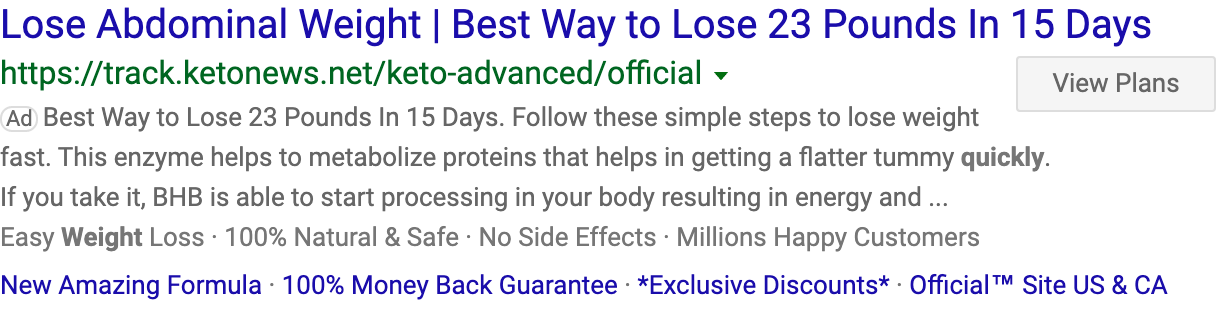 Lose Abdominal Weight | Best Way to Lose 23 Pounds In 15 Days
https://track.ketonews.net/keto-advanced/official
View Plans
Ad Best Way to Lose 23 Pounds In 15 Days. Follow these simple steps to lose weight
fast. This enzyme helps to metabolize proteins that helps in getting a flatter tummy quickly.
If you take it, BHB is able to start processing in your body resulting in energy and ...
Easy Weight Loss · 100% Natural & Safe · No Side Effects · Millions Happy Customers
New Amazing Formula · 100% Money Back Guarantee · *Exclusive Discounts* · Official™ Site US & CA